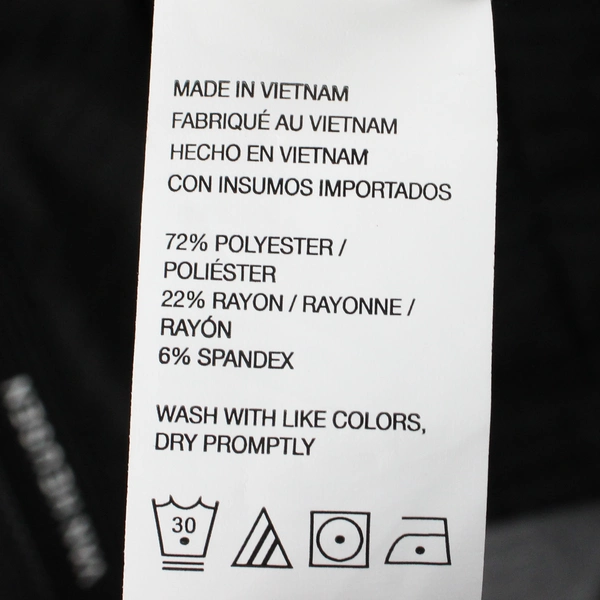 MADE IN VIETNAM
FABRIQUÉ AU VIETNAM
HECHO EN VIETNAM
CON INSUMOS IMPORTADOS
72% POLYESTER /
POLIÉSTER
22% RAYON / RAYONNE /
RAYÓN
6% SPANDEX
WASH WITH LIKE COLORS,
DRY PROMPTLY
30